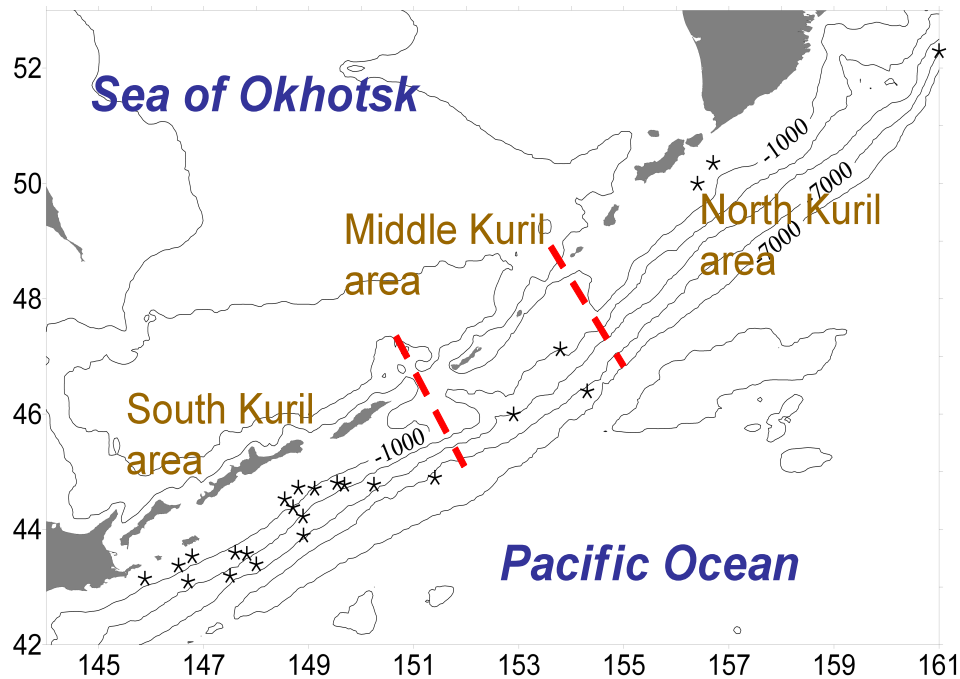 52
Sea of Okhotsk
-1000
50
-7000
North Kuril
area
Middle Kuril
area
-7000
48
46
South Kuril
area
-1000
44
Pacific Ocean
42
145 147 149 151 153 155 157 159 161